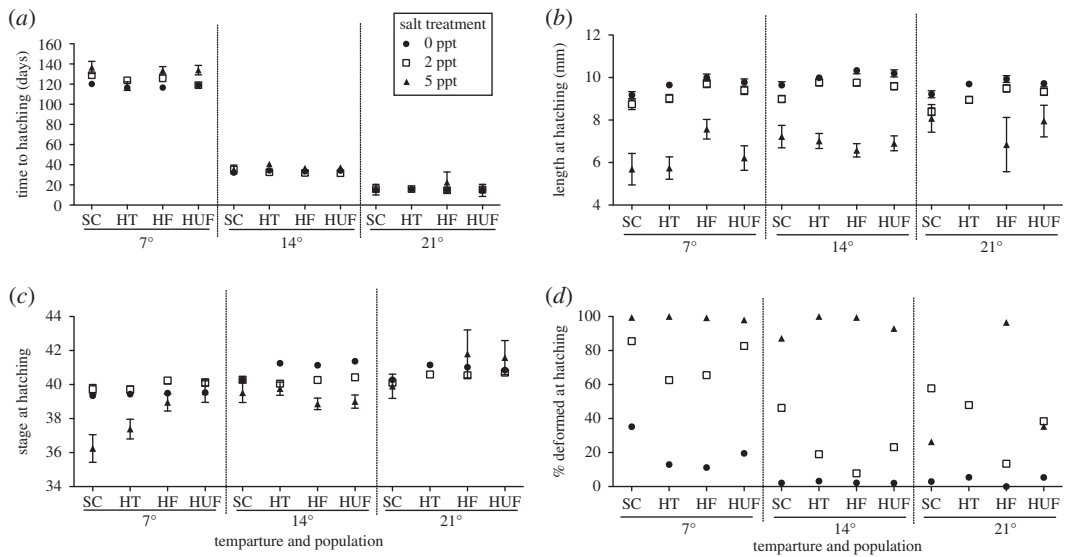 (a)
salt treatment
0 ppt
2 ppt
5 ppt
time to hatching (days)
160
140
120
100
80
60
40
20
0
SC HT HF HUF SC HT HF HUF SC HT HF HUF
7° 14° 21°
(b)
length at hatching (mm)
12
10
8
6
4
SC HT HF HUF SC HT HF HUF SC HT HF HUF
7° 14° 21°
(c)
stage at hatching
44
42
40
38
36
34
SC HT HF HUF SC HT HF HUF SC HT HF HUF
7° 14° 21°
temparture and population
(d)
% deformed at hatching
100
80
60
40
20
0
SC HT HF HUF SC HT HF HUF SC HT HF HUF
7° 14° 21°
temparture and population